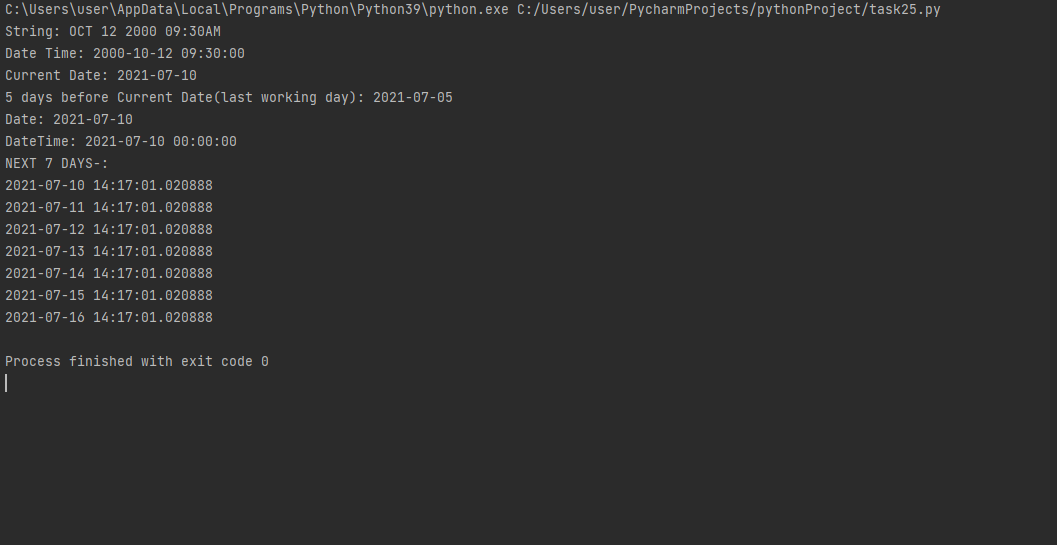 C:\Users\user\AppData\Local\Programs\Python\Python39\python.exe C:/Users/user/PycharmProjects/pythonProject/task25.py
String: OCT 12 2000 09:30AM
Date Time: 2000-10-12 09:30:00
Current Date: 2021-07-10
5 days before Current Date(last working day): 2021-07-05
Date: 2021-07-10
DateTime: 2021-07-10 00:00:00
NEXT 7 DAYS-:
2021-07-10 14:17:01.020888
2021-07-11 14:17:01.020888
2021-07-12 14:17:01.020888
2021-07-13 14:17:01.020888
2021-07-14 14:17:01.020888
2021-07-15 14:17:01.020888
2021-07-16 14:17:01.020888
Process finished with exit code 0